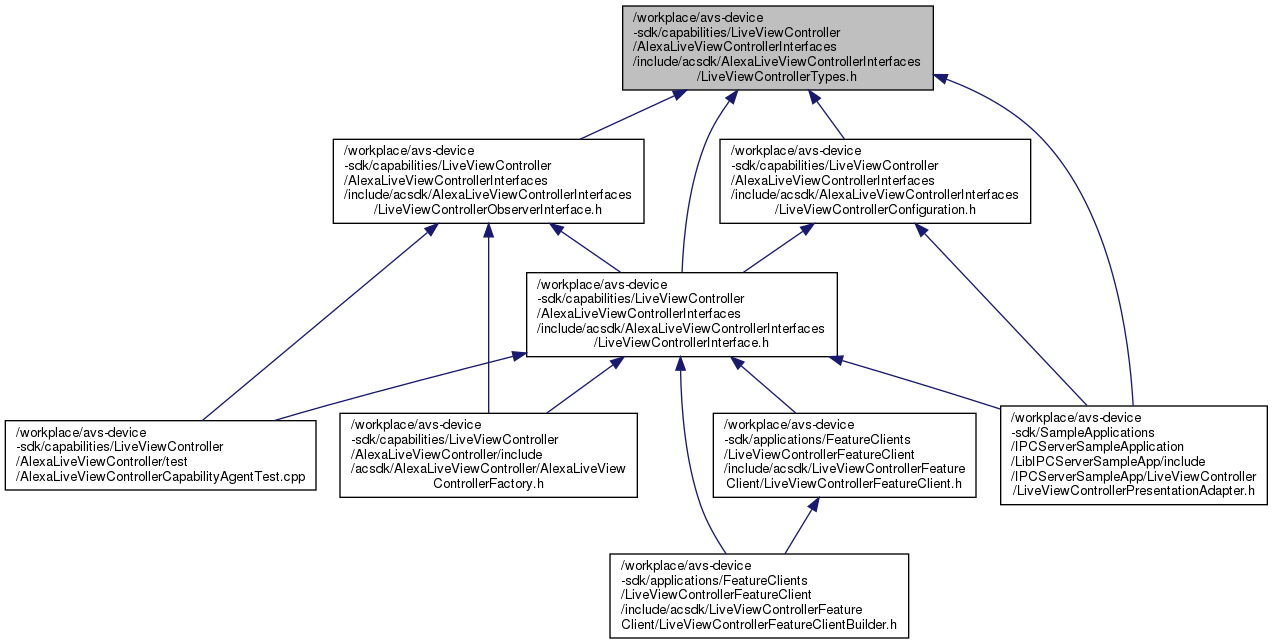 /workplace/avs-device
-sdk/capabilities/LiveViewController
/AlexaLiveViewControllerInterfaces
/include/acsdk/AlexaLiveViewControllerInterfaces
/LiveViewControllerTypes.h
/workplace/avs-device
-sdk/capabilities/LiveViewController
/AlexaLiveViewControllerInterfaces
/include/acsdk/AlexaLiveViewControllerInterfaces
/LiveViewControllerObserverInterface.h
/workplace/avs-device
-sdk/capabilities/LiveViewController
/AlexaLiveViewControllerInterfaces
/include/acsdk/AlexaLiveViewControllerInterfaces
/LiveViewControllerConfiguration.h
/workplace/avs-device
-sdk/capabilities/LiveViewController
/AlexaLiveViewControllerInterfaces
/include/acsdk/AlexaLiveViewControllerInterfaces
/LiveViewControllerInterface.h
/workplace/avs-device
-sdk/capabilities/LiveViewController
/AlexaLiveViewController/test
/AlexaLiveViewControllerCapabilityAgentTest.cpp
/workplace/avs-device
-sdk/capabilities/LiveViewController
/AlexaLiveViewController/include
/acsdk/AlexaLiveViewController/AlexaLiveView
ControllerFactory.h
/workplace/avs-device
-sdk/applications/FeatureClients
/LiveViewControllerFeatureClient
/include/acsdk/LiveViewControllerFeature
Client/LiveViewControllerFeatureClient.h
/workplace/avs-device
-sdk/SampleApplications
/IPCServerSampleApplication
/LibIPCServerSampleApp/include
/IPCServerSampleApp/LiveViewController
/LiveViewControllerPresentationAdapter.h
/workplace/avs-device
-sdk/applications/FeatureClients
/LiveViewControllerFeatureClient
/include/acsdk/LiveViewControllerFeature
Client/LiveViewControllerFeatureClientBuilder.h